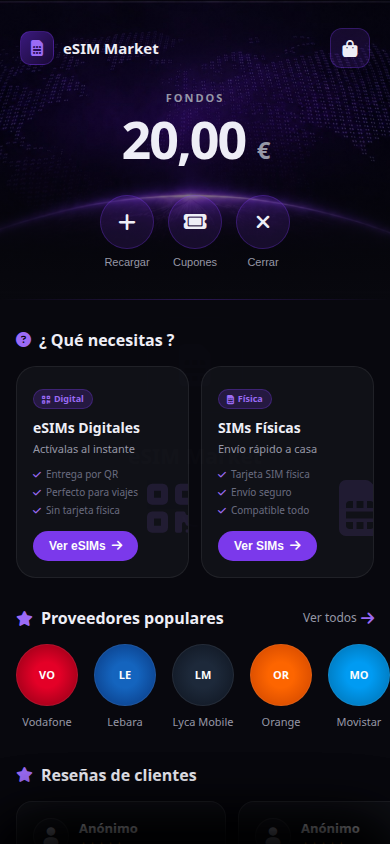 eSIM Market
FONDOS
20,00 €
Recargar
Cupones
Cerrar
¿ Qué necesitas ?
Digital
eSIMs Digitales
Actívalas al instante
Entrega por QR
Perfecto para viajes
Sin tarjeta física
Ver eSIMs
Física
SIMs Físicas
Envío rápido a casa
Tarjeta SIM física
Envío seguro
Compatible todo
Ver SIMs
Proveedores populares
Ver todos
VO
LE
LM
OR
MO
Vodafone
Lebara
Lyca Mobile
Orange
Movistar
Reseñas de clientes
Anónimo
Anónimo